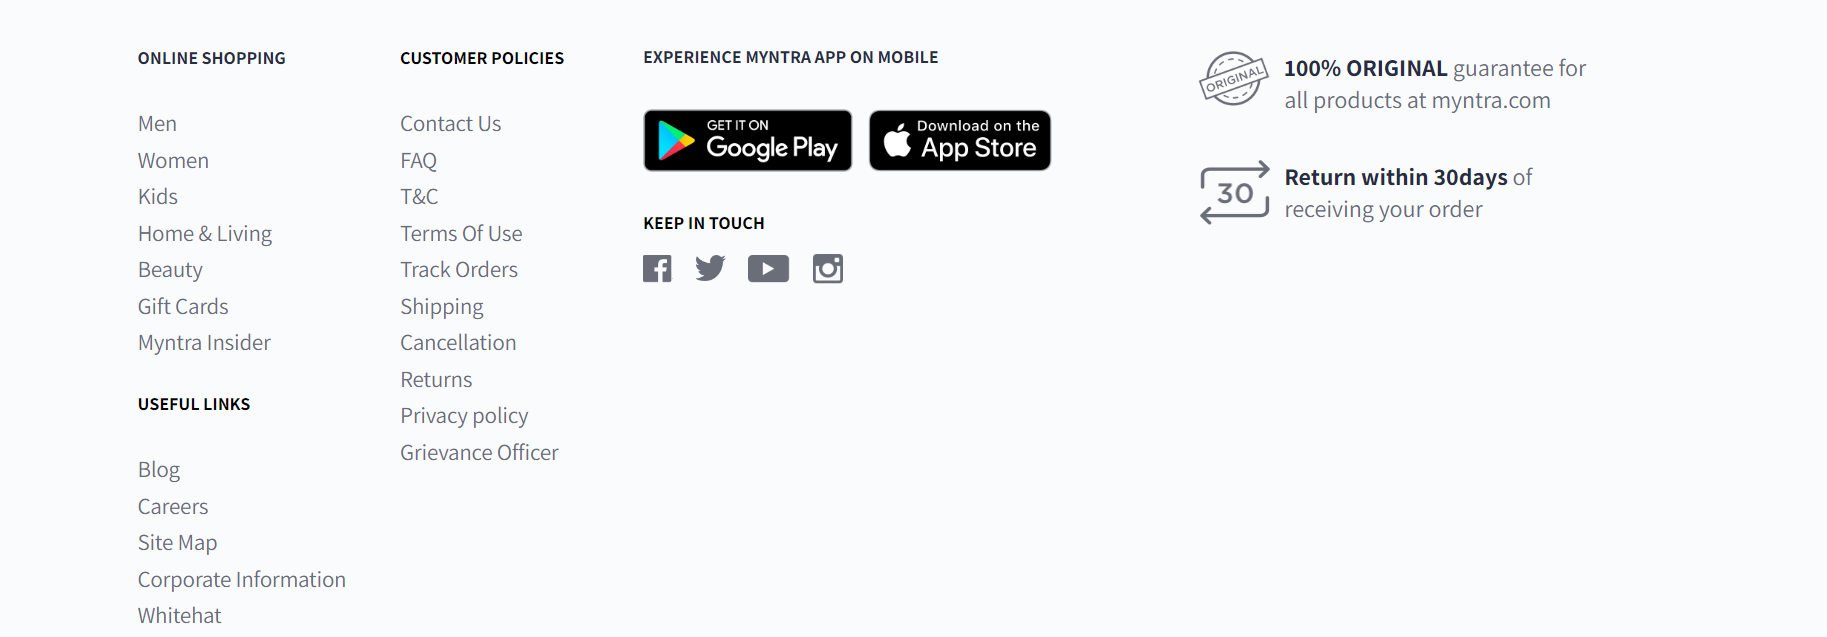 ONLINE SHOPPING
Men
Women
Kids
Home & Living
Beauty
Gift Cards
Myntra Insider
USEFUL LINKS
Blog
Careers
Site Map
Corporate Information
Whitehat
CUSTOMER POLICIES
Contact Us
FAQ
T&C
Terms Of Use
Track Orders
Shipping
Cancellation
Returns
Privacy policy
Grievance Officer
EXPERIENCE MYNTRA APP ON MOBILE
GET IT ON
Google Play
Download on the
App Store
KEEP IN TOUCH
ORIGINAL
100% ORIGINAL guarantee for
all products at myntra.com
30
Return within 30days of
receiving your order